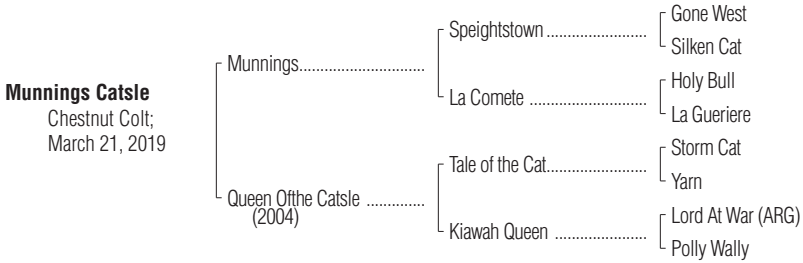 Gone West
Speightstown
Silken Cat
Munnings
Holy Bull
La Comete
La Gueriere
Munnings Catsle
Chestnut Colt;
March 21, 2019
Storm Cat
Tale of the Cat
Yarn
Queen Ofthe Catsle
(2004)
Lord At War (ARG)
Kiawah Queen
Polly Wally